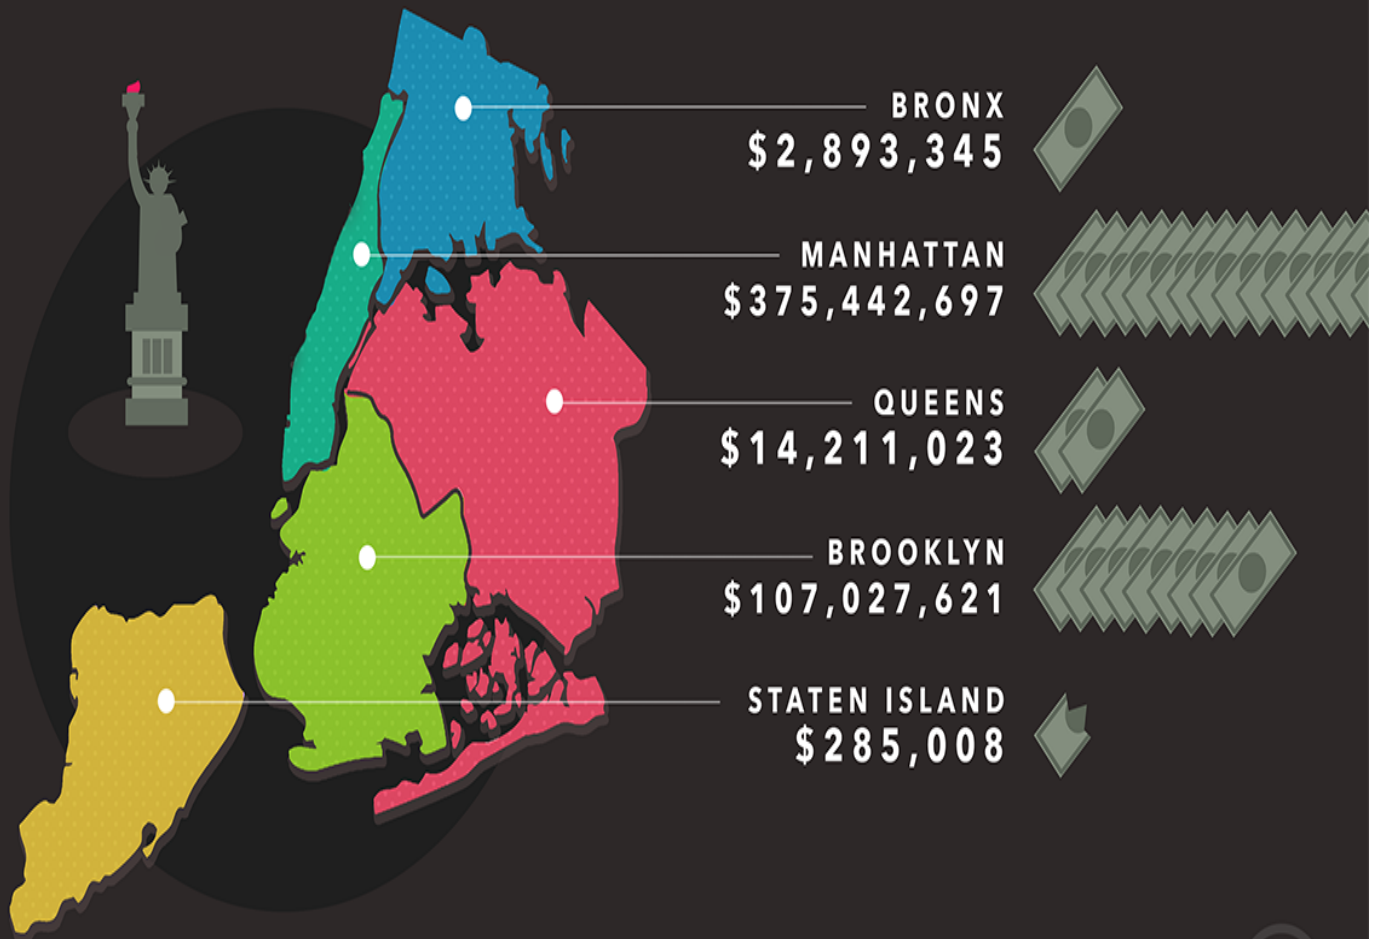 BRONX
$2,893,345
MANHATTAN
$375,442,697
QUEENS
$14,211,023
BROOKLYN
$107,027,621
STATEN ISLAND
$285,008